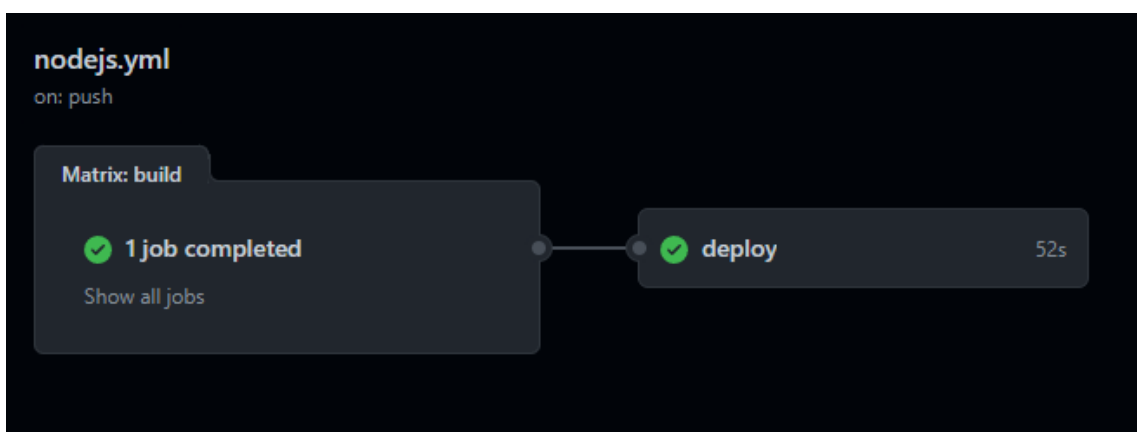 nodejs.yml
on: push
Matrix: build
1 job completed
Show all jobs
deploy
52s